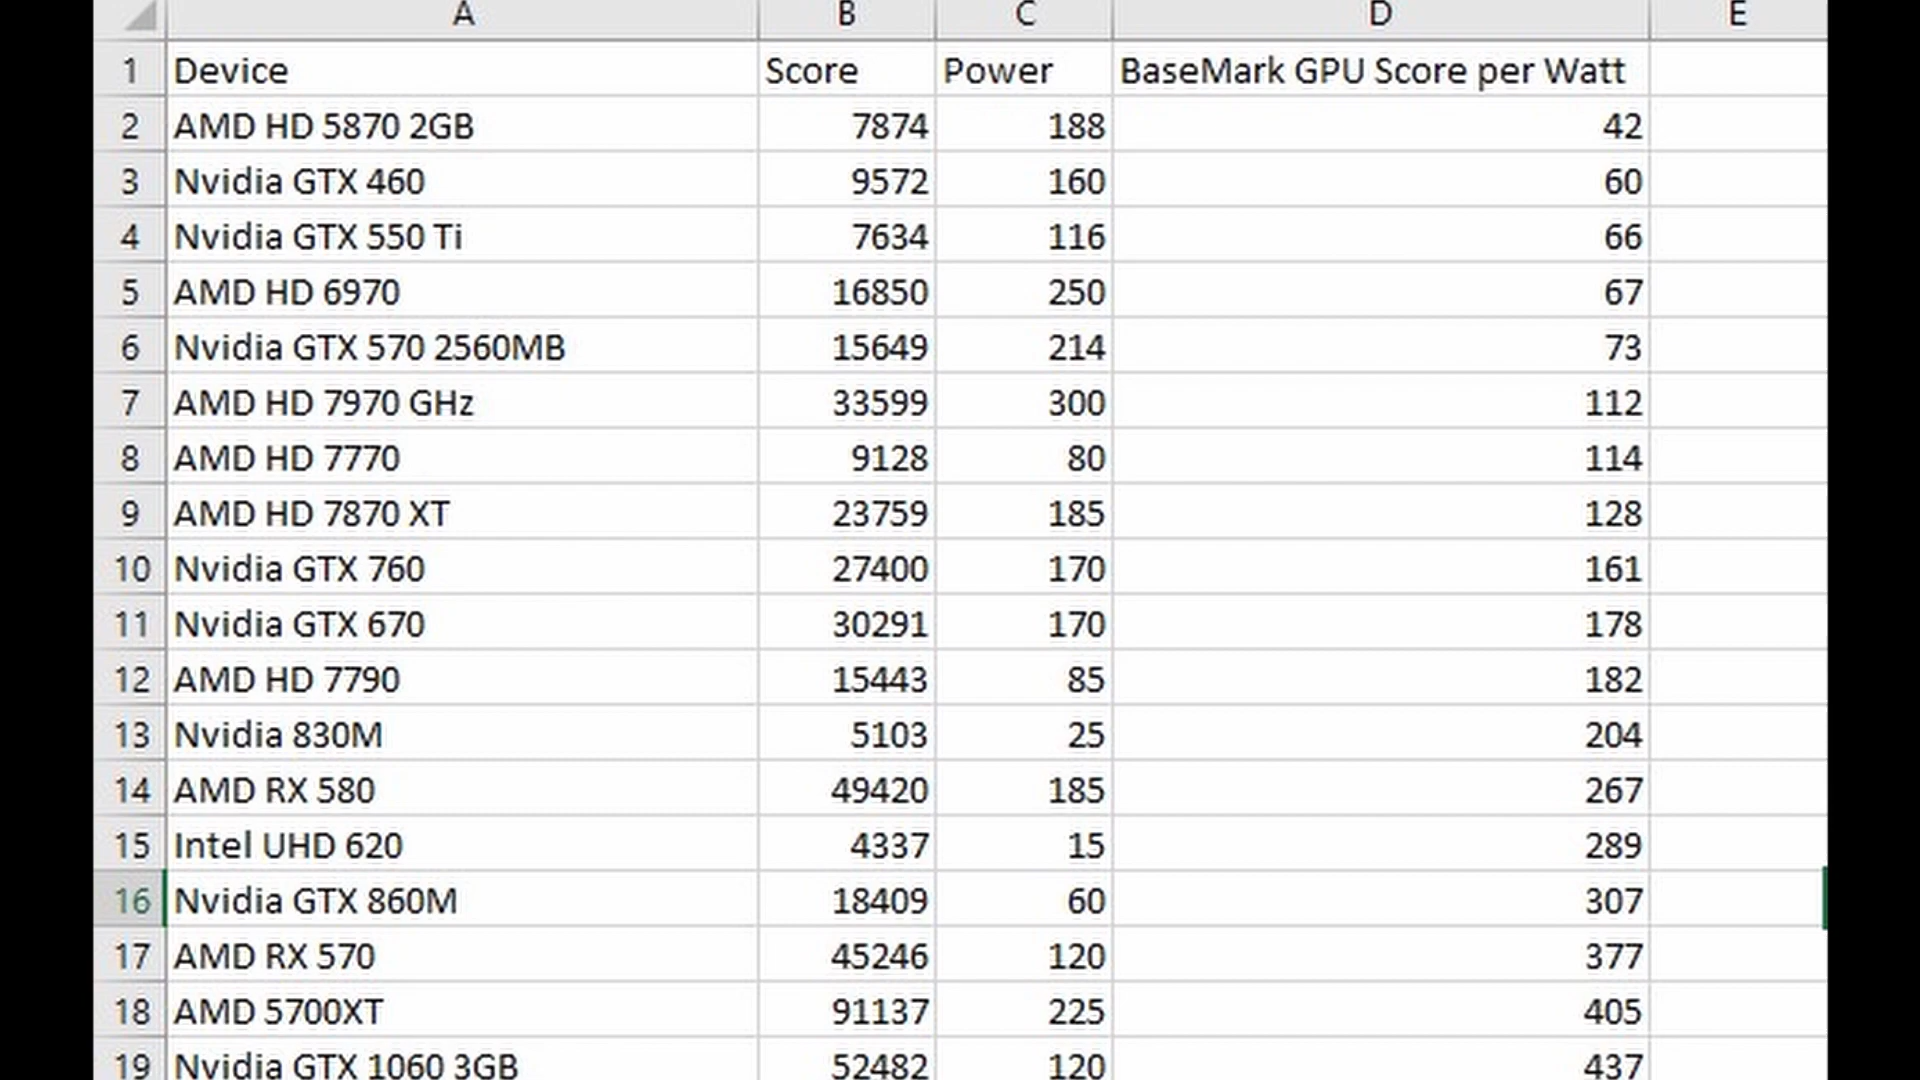 A B C D E
1 Device Score Power BaseMark GPU Score per Watt
2 AMD HD 5870 2GB 7874 188 42
3 Nvidia GTX 460 9572 160 60
4 Nvidia GTX 550 Ti 7634 116 66
5 AMD HD 6970 16850 250 67
6 Nvidia GTX 570 2560MB 15649 214 73
7 AMD HD 7970 GHz 33599 300 112
8 AMD HD 7770 9128 80 114
9 AMD HD 7870 XT 23759 185 128
10 Nvidia GTX 760 27400 170 161
11 Nvidia GTX 670 30291 170 178
12 AMD HD 7790 15443 85 182
13 Nvidia 830M 5103 25 204
14 AMD RX 580 49420 185 267
15 Intel UHD 620 4337 15 289
16 Nvidia GTX 860M 18409 60 307
17 AMD RX 570 45246 120 377
18 AMD 5700XT 91137 225 405
19 Nvidia GTX 1060 3GB 52482 120 437